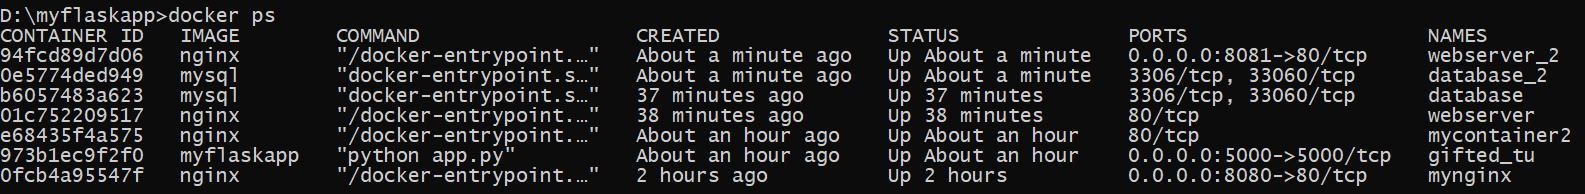 D:\myflaskapp>docker ps
CONTAINER ID   IMAGE        COMMAND                  CREATED              STATUS              PORTS                    NAMES
94fcd89d7d06   nginx        "/docker-entrypoint.…"   About a minute ago   Up About a minute   0.0.0.0:8081->80/tcp     webserver_2
0e5774ded949   mysql        "docker-entrypoint.s…"   About a minute ago   Up About a minute   3306/tcp, 33060/tcp      database_2
b6057483a623   mysql        "docker-entrypoint.s…"   37 minutes ago       Up 37 minutes       3306/tcp, 33060/tcp      database
01c752209517   nginx        "/docker-entrypoint.…"   38 minutes ago       Up 38 minutes       80/tcp                   webserver
e68435f4a575   nginx        "/docker-entrypoint.…"   About an hour ago    Up About an hour    80/tcp                   mycontainer2
973b1ec9f2f0   myflaskapp   "python app.py"          About an hour ago    Up About an hour    0.0.0.0:5000->5000/tcp   gifted_tu
0fcb4a95547f   nginx        "/docker-entrypoint.…"   2 hours ago          Up 2 hours          0.0.0.0:8080->80/tcp     mynginx